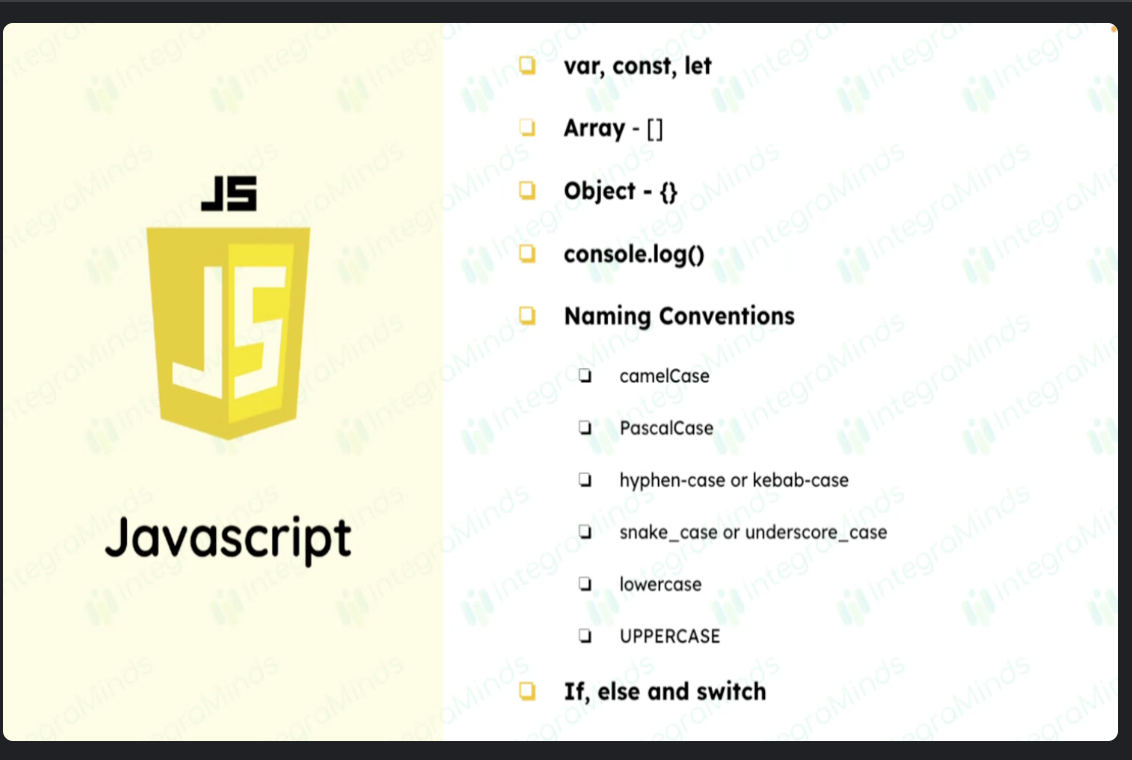 JS
JS
Javascript
var, const, let
Array - []
Object - {}
console.log()
Naming Conventions
camelCase
PascalCase
hyphen-case or kebab-case
snake_case or underscore_case
lowercase
UPPERCASE
If, else and switch
IntegraMinds